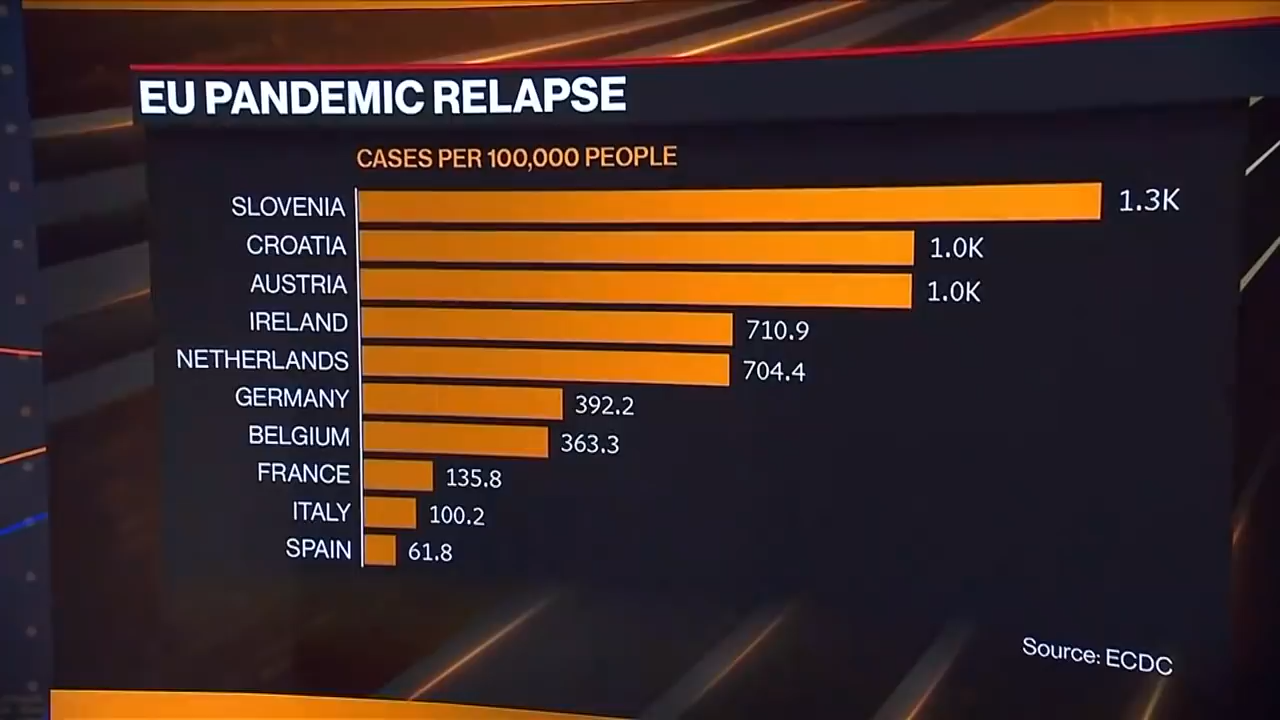 EU PANDEMIC RELAPSE
CASES PER 100,000 PEOPLE
SLOVENIA 1.3K
CROATIA 1.0K
AUSTRIA 1.0K
IRELAND 710.9
NETHERLANDS 704.4
GERMANY 392.2
BELGIUM 363.3
FRANCE 135.8
ITALY 100.2
SPAIN 61.8
Source: ECDC